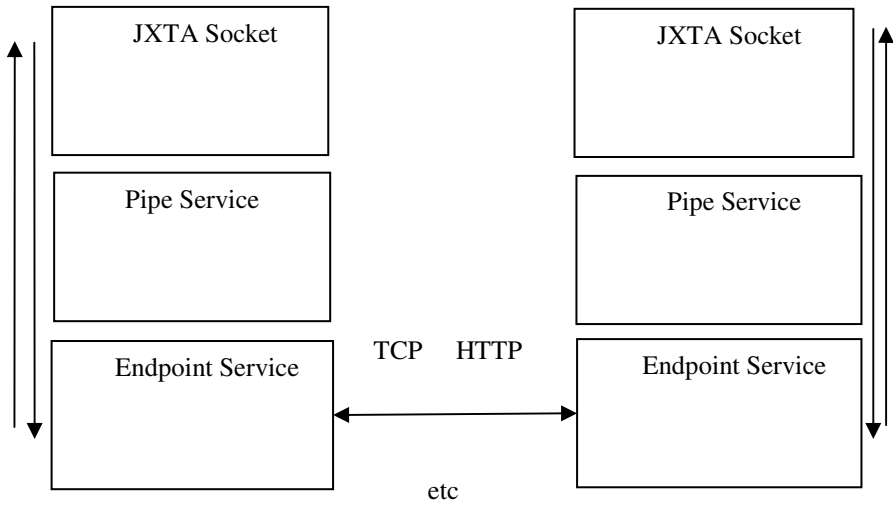 JXTA Socket
JXTA Socket
Pipe Service
Pipe Service
TCP HTTP
Endpoint Service
Endpoint Service
etc